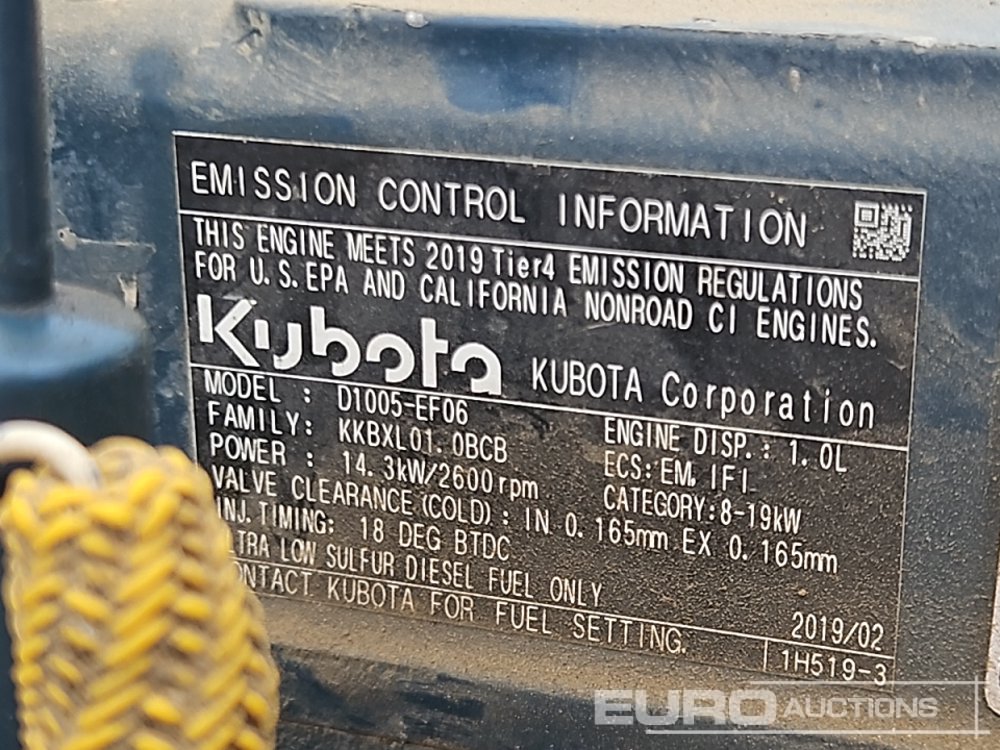 EMISSION CONTROL INFORMATION
THIS ENGINE MEETS 2019 Tier4 EMISSION REGULATIONS
FOR U.S.EPA AND CALIFORNIA NONROAD CI ENGINES.
Kubota KUBOTA Corporation
MODEL : D1005-EF06 ENGINE DISP.: 1.0L
FAMILY: KKBXL01.0BCB ECS:EM,IFI
POWER : 14.3kW/2600rpm CATEGORY:8-19kW
VALVE CLEARANCE(COLD): IN 0.165mm EX 0.165mm
INJ.TIMING: 18 DEG BTDC
ULTRA LOW SULFUR DIESEL FUEL ONLY
CONTACT KUBOTA FOR FUEL SETTING. 2019/02
1H519-3
EURO AUCTIONS